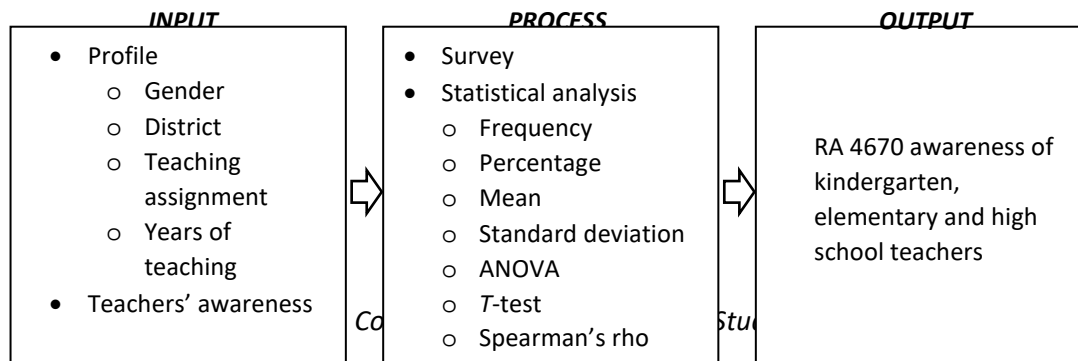 INPUT
PROCESS
OUTPUT
• Profile
o Gender
o District
o Teaching
assignment
o Years of
teaching
• Teachers’ awareness
• Survey
• Statistical analysis
o Frequency
o Percentage
o Mean
o Standard deviation
o ANOVA
o T-test
o Spearman’s rho
RA 4670 awareness of
kindergarten,
elementary and high
school teachers